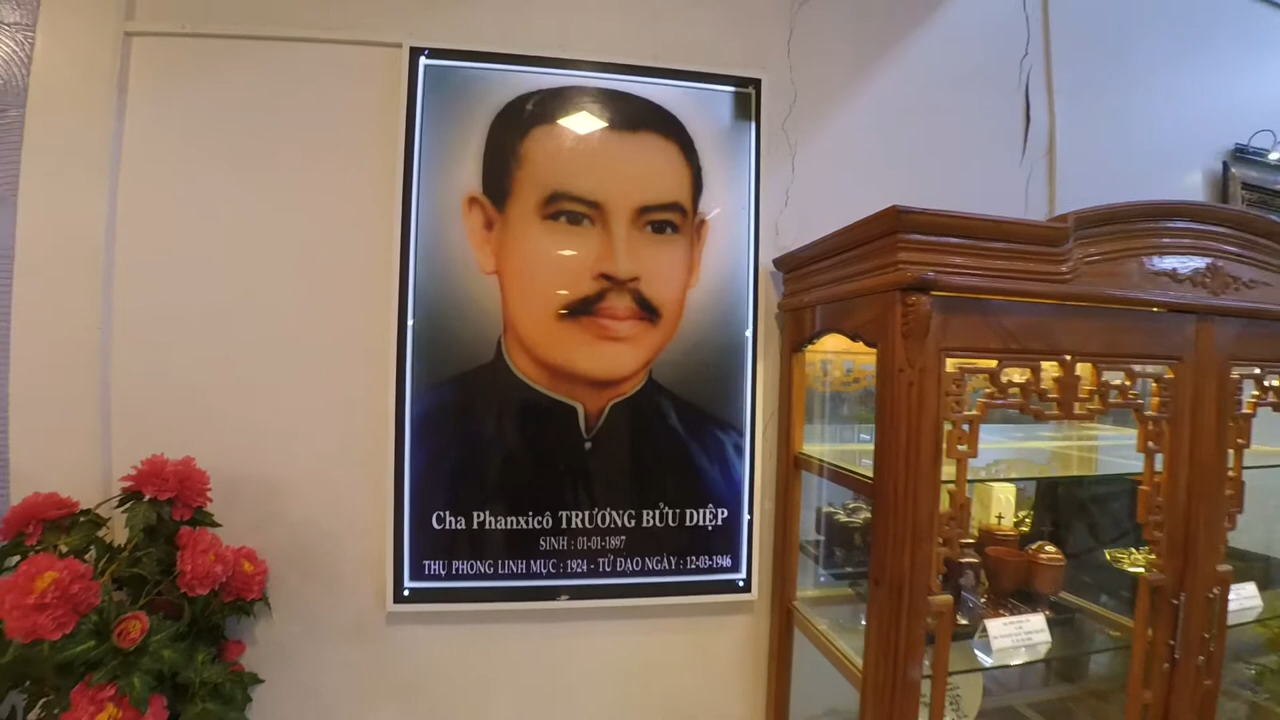 Cha Phanxicô TRƯƠNG BỬU DIỆP
SINH : 01-01-1897
THỤ PHONG LINH MỤC : 1924 - TỬ ĐẠO NGÀY : 12-03-1946